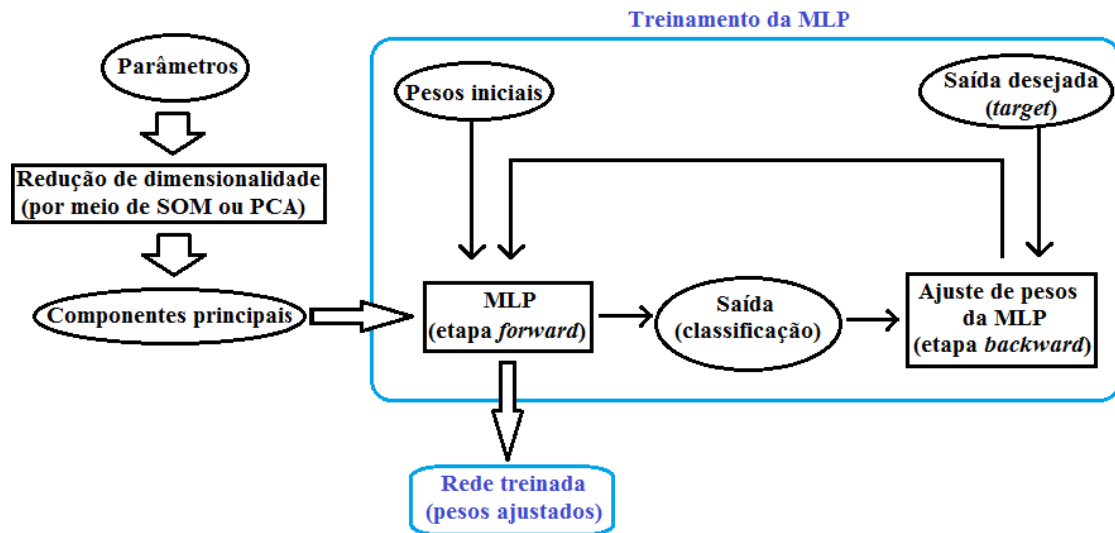 Treinamento da MLP
Parâmetros
Redução de dimensionalidade
(por meio de SOM ou PCA)
Componentes principais
Pesos iniciais
Saída desejada
(target)
MLP
(etapa forward)
Saída
(classificação)
Ajuste de pesos
da MLP
(etapa backward)
Rede treinada
(pesos ajustados)